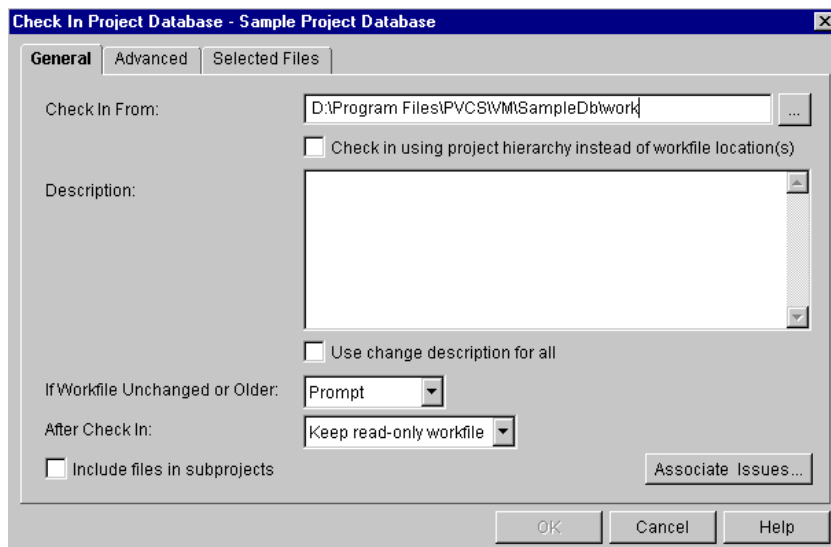 Check In Project Database - Sample Project Database
General Advanced Selected Files
Check In From: D:\Program Files\PVCS\VM\SampleDb\work ...
Check in using project hierarchy instead of workfile location(s)
Description:
Use change description for all
If Workfile Unchanged or Older: Prompt
After Check In: Keep read-only workfile
Include files in subprojects Associate Issues...
OK Cancel Help